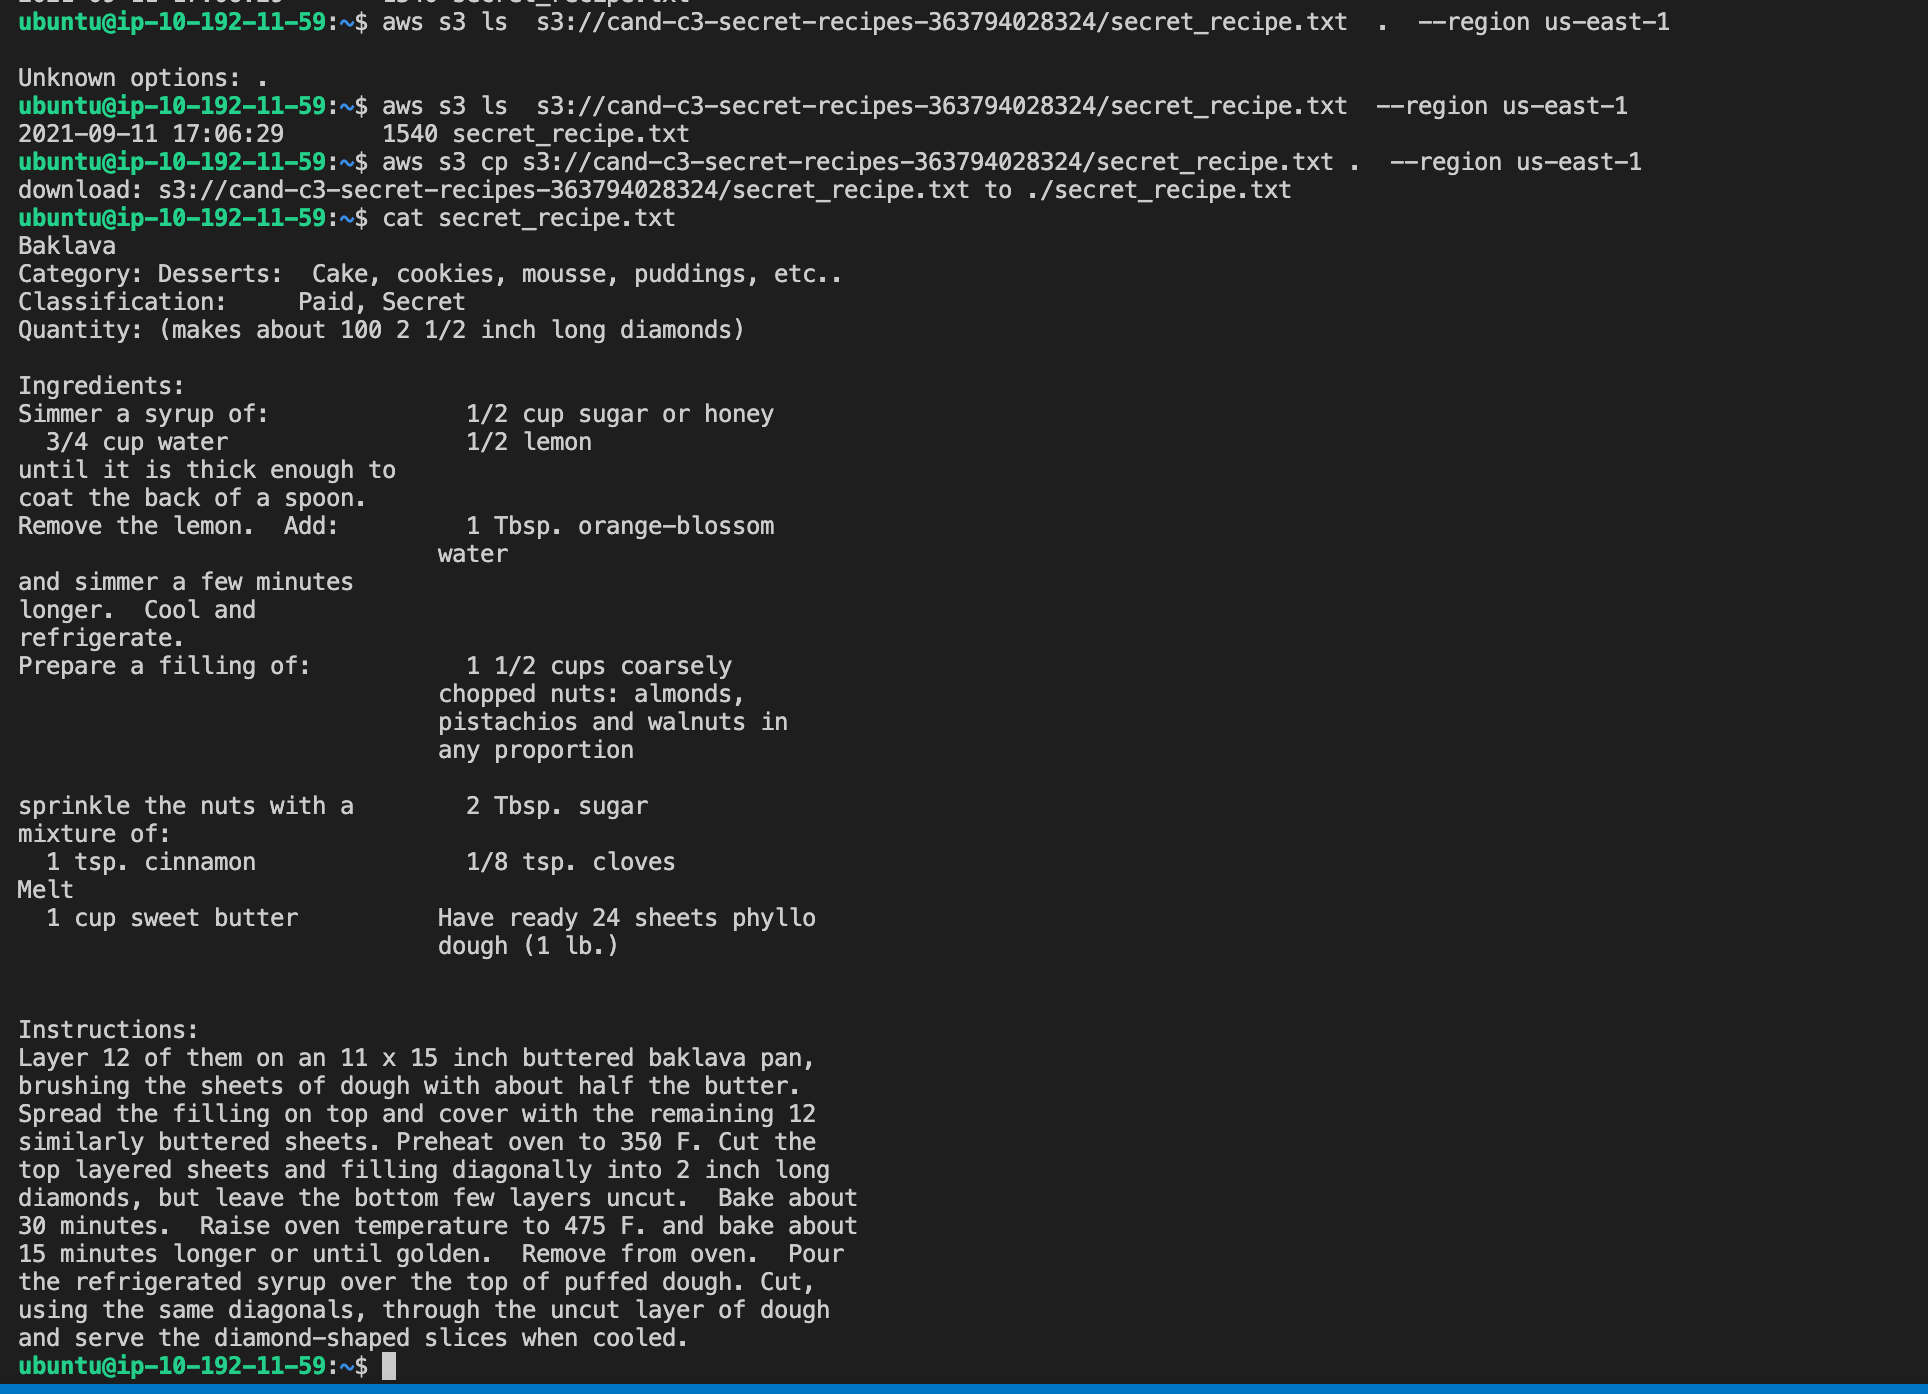 2021-09-11 17:06:29       1540 secret_recipe.txt
ubuntu@ip-10-192-11-59:~$ aws s3 ls  s3://cand-c3-secret-recipes-363794028324/secret_recipe.txt  .  --region us-east-1

Unknown options: .
ubuntu@ip-10-192-11-59:~$ aws s3 ls  s3://cand-c3-secret-recipes-363794028324/secret_recipe.txt  --region us-east-1
2021-09-11 17:06:29       1540 secret_recipe.txt
ubuntu@ip-10-192-11-59:~$ aws s3 cp s3://cand-c3-secret-recipes-363794028324/secret_recipe.txt .  --region us-east-1
download: s3://cand-c3-secret-recipes-363794028324/secret_recipe.txt to ./secret_recipe.txt
ubuntu@ip-10-192-11-59:~$ cat secret_recipe.txt
Baklava
Category: Desserts:  Cake, cookies, mousse, puddings, etc..
Classification:     Paid, Secret
Quantity: (makes about 100 2 1/2 inch long diamonds)

Ingredients:
Simmer a syrup of:              1/2 cup sugar or honey
  3/4 cup water                 1/2 lemon
until it is thick enough to
coat the back of a spoon.
Remove the lemon.  Add:         1 Tbsp. orange-blossom
                              water
and simmer a few minutes
longer.  Cool and
refrigerate.
Prepare a filling of:           1 1/2 cups coarsely
                              chopped nuts: almonds,
                              pistachios and walnuts in
                              any proportion

sprinkle the nuts with a        2 Tbsp. sugar
mixture of:
  1 tsp. cinnamon               1/8 tsp. cloves
Melt
  1 cup sweet butter          Have ready 24 sheets phyllo
                              dough (1 lb.)

Instructions:
Layer 12 of them on an 11 x 15 inch buttered baklava pan,
brushing the sheets of dough with about half the butter.
Spread the filling on top and cover with the remaining 12
similarly buttered sheets. Preheat oven to 350 F. Cut the
top layered sheets and filling diagonally into 2 inch long
diamonds, but leave the bottom few layers uncut.  Bake about
30 minutes.  Raise oven temperature to 475 F. and bake about
15 minutes longer or until golden.  Remove from oven.  Pour
the refrigerated syrup over the top of puffed dough. Cut,
using the same diagonals, through the uncut layer of dough
and serve the diamond-shaped slices when cooled.
ubuntu@ip-10-192-11-59:~$